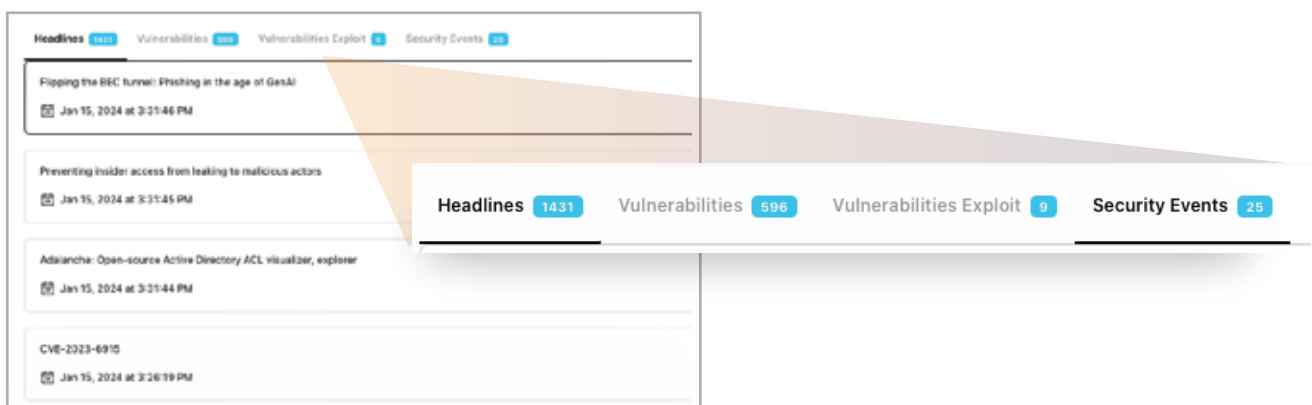 Headlines 1431 Vulnerabilities 596 Vulnerabilities Exploit 9 Security Events 25
Flipping the BEC funnel: Phishing in the age of GenAI
Jan 15, 2024 at 3:31:46 PM
Preventing insider access from leaking to malicious actors
Jan 15, 2024 at 3:31:45 PM
Headlines 1431 Vulnerabilities 596 Vulnerabilities Exploit 9 Security Events 25
Adalanche: Open-source Active Directory ACL visualizer, explorer
Jan 15, 2024 at 3:31:44 PM
CVE-2023-6915
Jan 15, 2024 at 3:26:19 PM